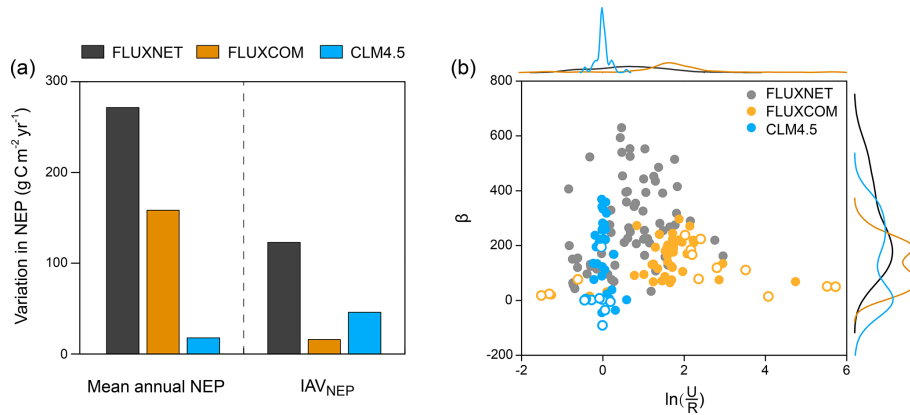 FLUXNET FLUXCOM CLM4.5
(a)
Variation in NEP (g C m⁻² yr⁻¹)
300
200
100
0
Mean annual NEP IAV_NEP
(b)
β
800
600
400
200
0
-200
FLUXNET
FLUXCOM
CLM4.5
-2 0 2 4 6
ln(U/R)